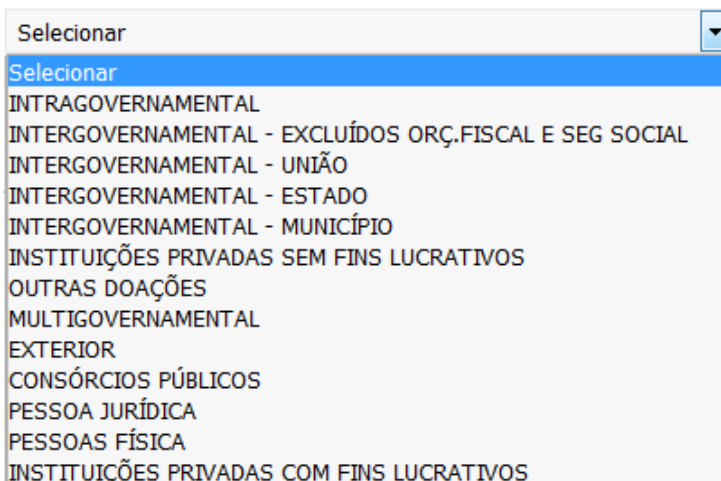 Selecionar
Selecionar
INTRAGOVERNAMENTAL
INTERGOVERNAMENTAL - EXCLUÍDOS ORÇ.FISCAL E SEG SOCIAL
INTERGOVERNAMENTAL - UNIÃO
INTERGOVERNAMENTAL - ESTADO
INTERGOVERNAMENTAL - MUNICÍPIO
INSTITUIÇÕES PRIVADAS SEM FINS LUCRATIVOS
OUTRAS DOAÇÕES
MULTIGOVERNAMENTAL
EXTERIOR
CONSÓRCIOS PÚBLICOS
PESSOA JURÍDICA
PESSOAS FÍSICA
INSTITUIÇÕES PRIVADAS COM FINS LUCRATIVOS